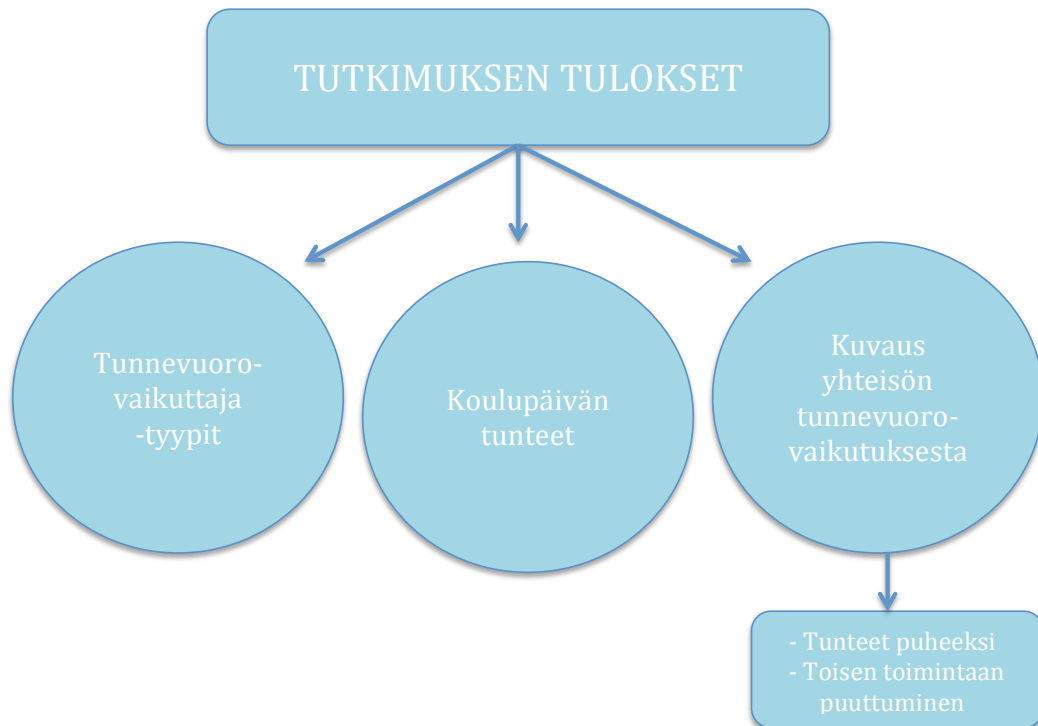 TUTKIMUKSEN TULOKSET
Tunnevuoro-
vaikuttaja
-tyypit
Koulupäivän
tunteet
Kuvaus
yhteisön
tunnevuoro-
vaikutuksesta
- Tunteet puheeksi
- Toisen toimintaan
puuttuminen